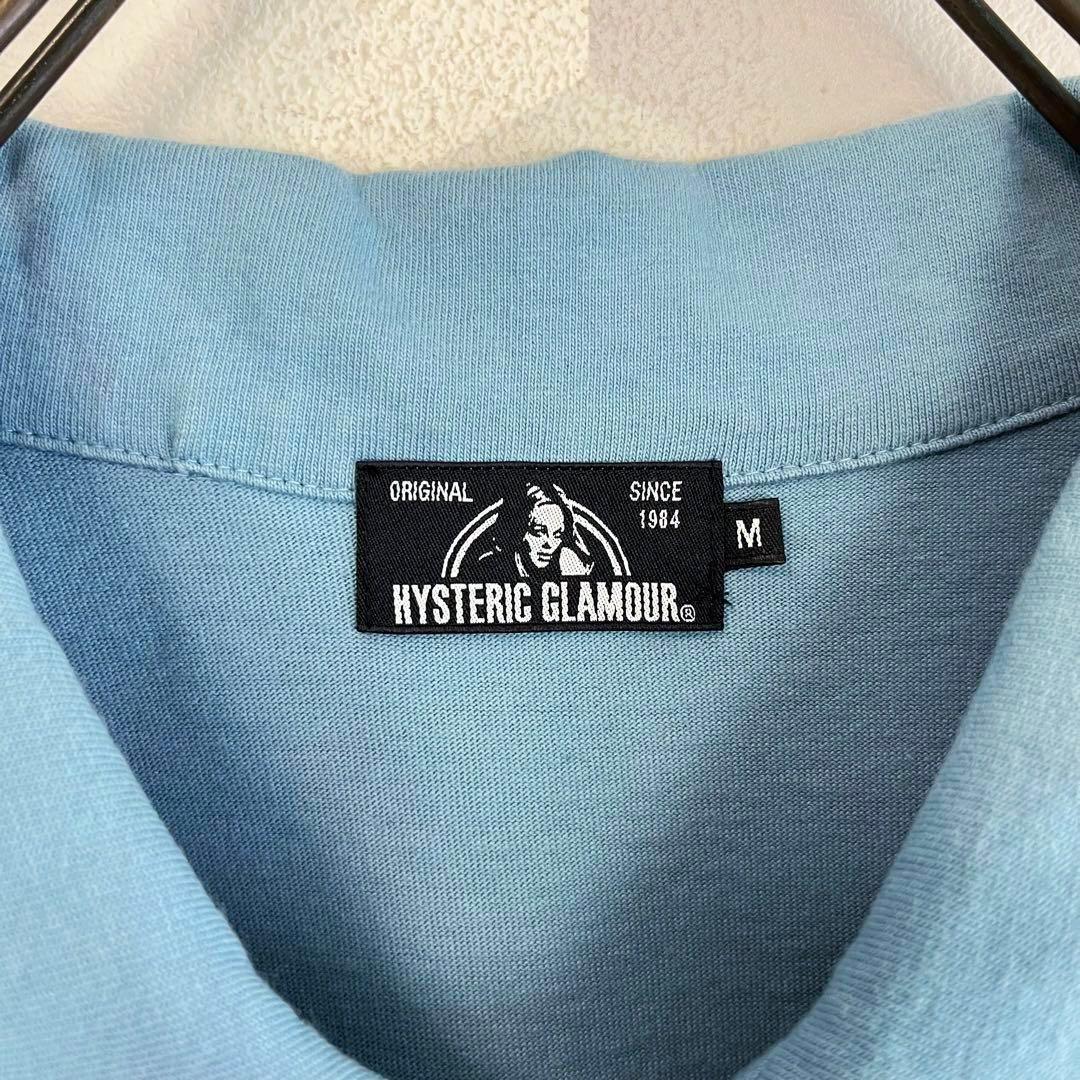 ORIGINAL
SINCE
1984
HYSTERIC GLAMOUR®
M